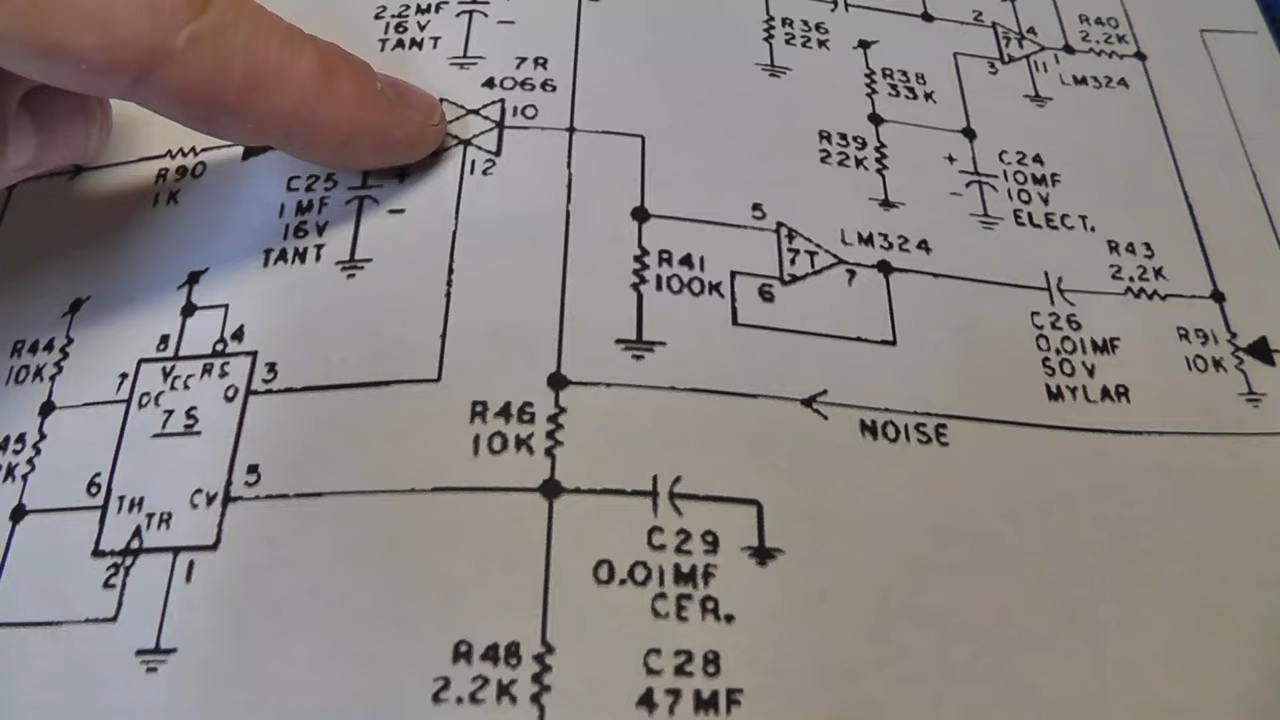 2.2MF
16V
TANT
7R
4066
10
12
R90
1K
C25
+
1MF
-
16V
TANT
R36
22K
2
7T
4
3
11
1
LM324
R40
2.2K
R38
33K
R39
22K
+
-
C24
10MF
10V
ELECT.
5
+
7T
-
6
7
LM324
R41
100K
R43
2.2K
C26
0.01MF
50V
MYLAR
R91
10K
R44
10K
8
4
7
VCC
RS
3
DC
O
7S
6
TH
TR
CV
5
2
1
45
K
R46
10K
NOISE
C29
0.01MF
CER.
R48
2.2K
C28
47MF